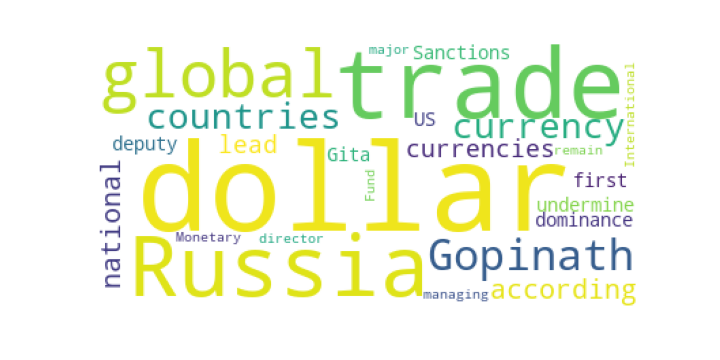 major Sanctions
global trade International
countries US currency
deputy lead Gita currencies remain
national dollar Fund first
undermine
dominance
Monetary director
Russia Gopinath
managing according